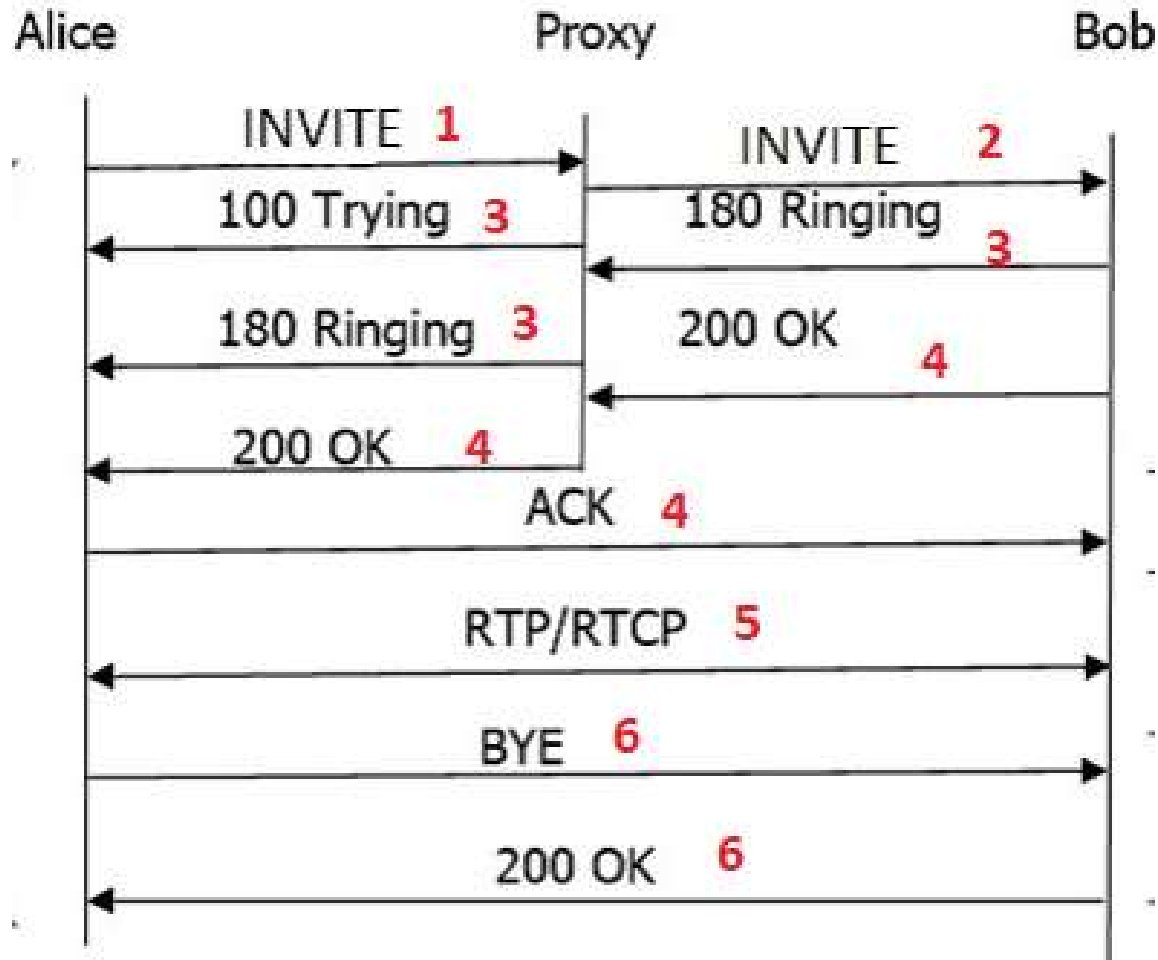 Alice Proxy Bob
INVITE 1
INVITE 2
100 Trying 3
180 Ringing
3
180 Ringing 3
200 OK
4
200 OK 4
ACK 4
RTP/RTCP 5
BYE 6
200 OK 6